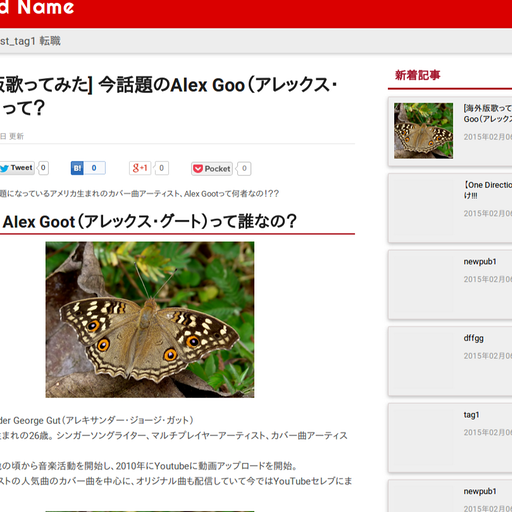 d Name
st_tag1 転職
版歌ってみた] 今話題のAlex Goo（アレックス・
って？
日 更新
Tweet 0
B! 0
g+1 0
Pocket 0
題になっているアメリカ生まれのカバー曲アーティスト、Alex Gootって何者なの!？？
Alex Goot（アレックス・グート）って誰なの？
der George Gut（アレキサンダー・ジョージ・ガット）
生まれの26歳。シンガーソングライター、マルチプレイヤーアーティスト、カバー曲アーティス
の頃から音楽活動を開始し、2010年にYoutubeに動画アップロードを開始。
ストの人気曲のカバー曲を中心に、オリジナル曲も配信していて今ではYouTubeセレブにま
新着記事
[海外版歌って
Goo（アレックス
2015年02月06
【One Directio
け!!!
2015年02月06
newpub1
2015年02月06
dffgg
2015年02月06
tag1
2015年02月06
newpub1
2015年02月06